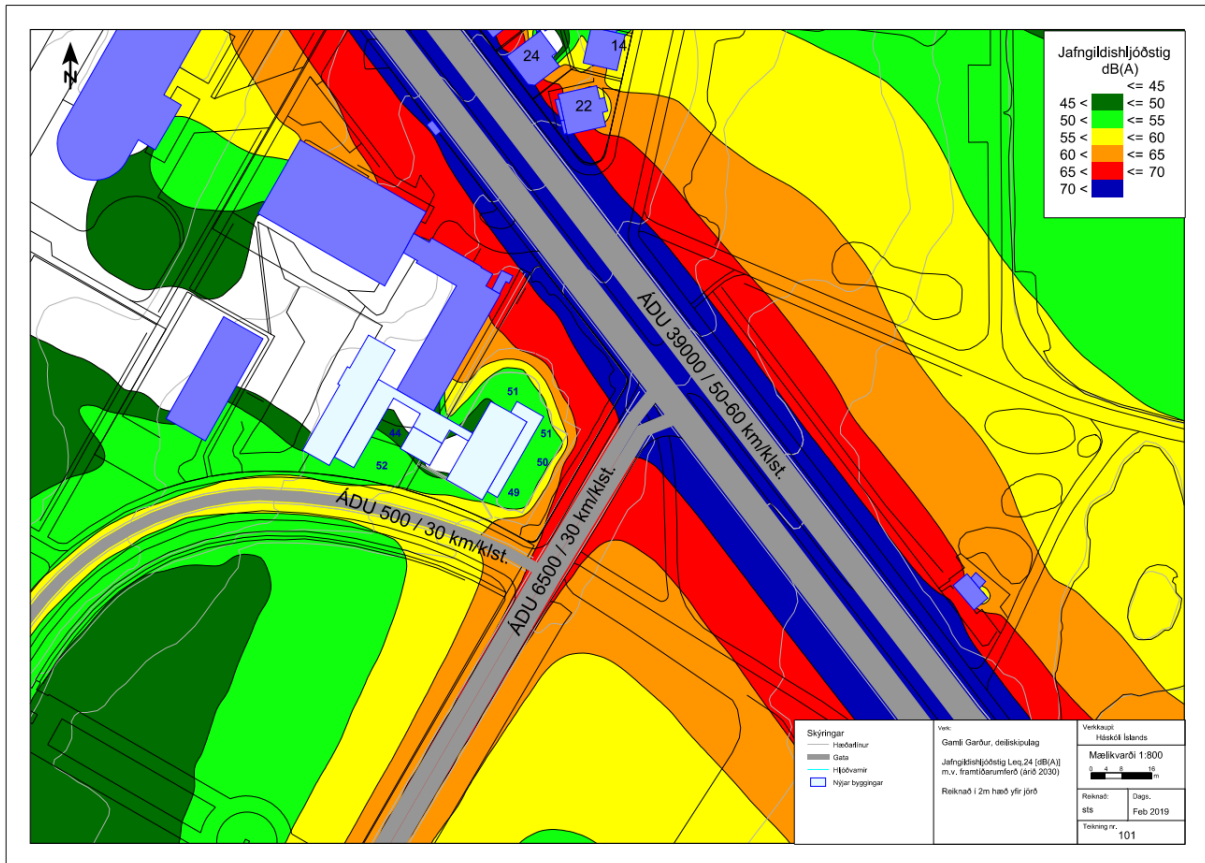 N
24
14
22
Jafngildishljóðstig
dB(A)
<= 45
45 < <= 50
50 < <= 55
55 < <= 60
60 < <= 65
65 < <= 70
70 <
ÁDU 39000 / 50-60 km/klst.
51
51
44
50
52
49
ÁDU 500 / 30 km/klst.
ÁDU 6500 / 30 km/klst.
Skýringar
Hæðarlínur
Gata
Hljóðvarnir
Nýjar byggingar
Verk:
Gamli Garður, deiliskipulag
Jafngildishljóðstig Leq,24 [dB(A)]
m.v. framtíðarumferð (árið 2030)
Reiknað í 2m hæð yfir jörð
Verkkaupi:
Háskóli Íslands
Mælikvarði 1:800
0 4 8 16
m
Reiknað:
sts
Dags.
Feb 2019
Teikning nr.
101